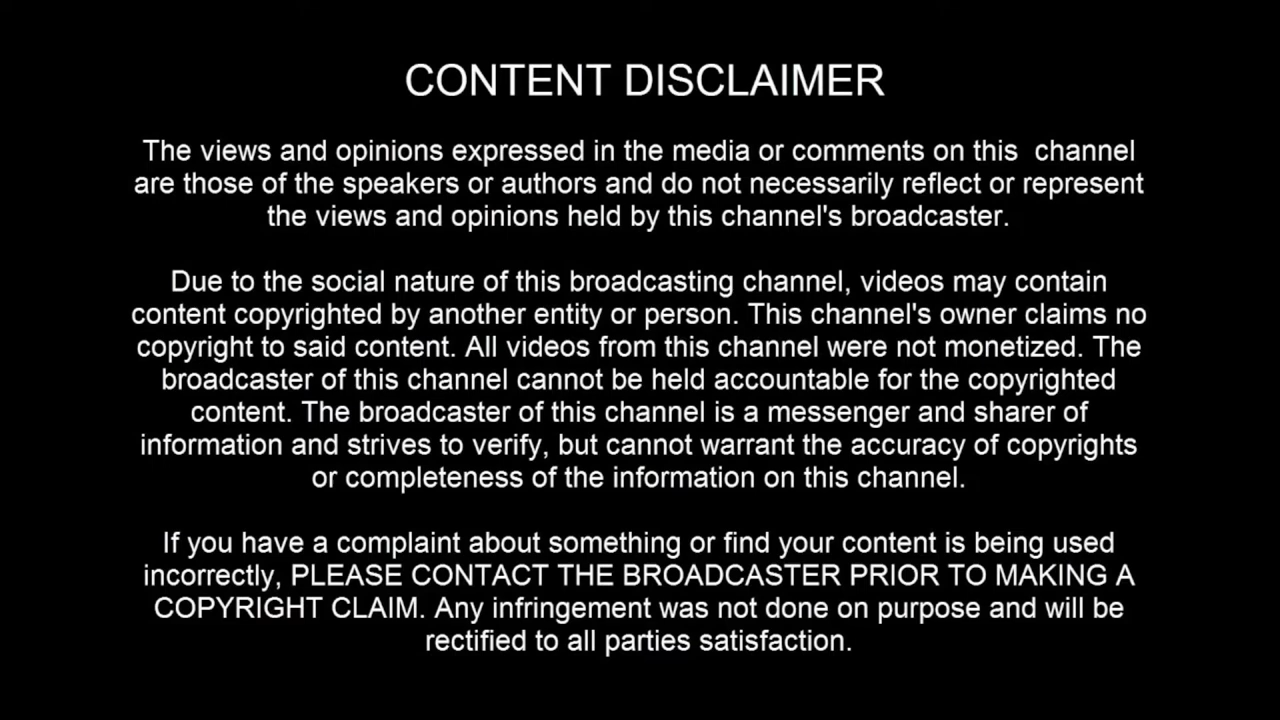 CONTENT DISCLAIMER
The views and opinions expressed in the media or comments on this  channel
are those of the speakers or authors and do not necessarily reflect or represent
the views and opinions held by this channel's broadcaster.
Due to the social nature of this broadcasting channel, videos may contain
content copyrighted by another entity or person. This channel's owner claims no
copyright to said content. All videos from this channel were not monetized. The
broadcaster of this channel cannot be held accountable for the copyrighted
content. The broadcaster of this channel is a messenger and sharer of
information and strives to verify, but cannot warrant the accuracy of copyrights
or completeness of the information on this channel.
If you have a complaint about something or find your content is being used
incorrectly, PLEASE CONTACT THE BROADCASTER PRIOR TO MAKING A
COPYRIGHT CLAIM. Any infringement was not done on purpose and will be
rectified to all parties satisfaction.